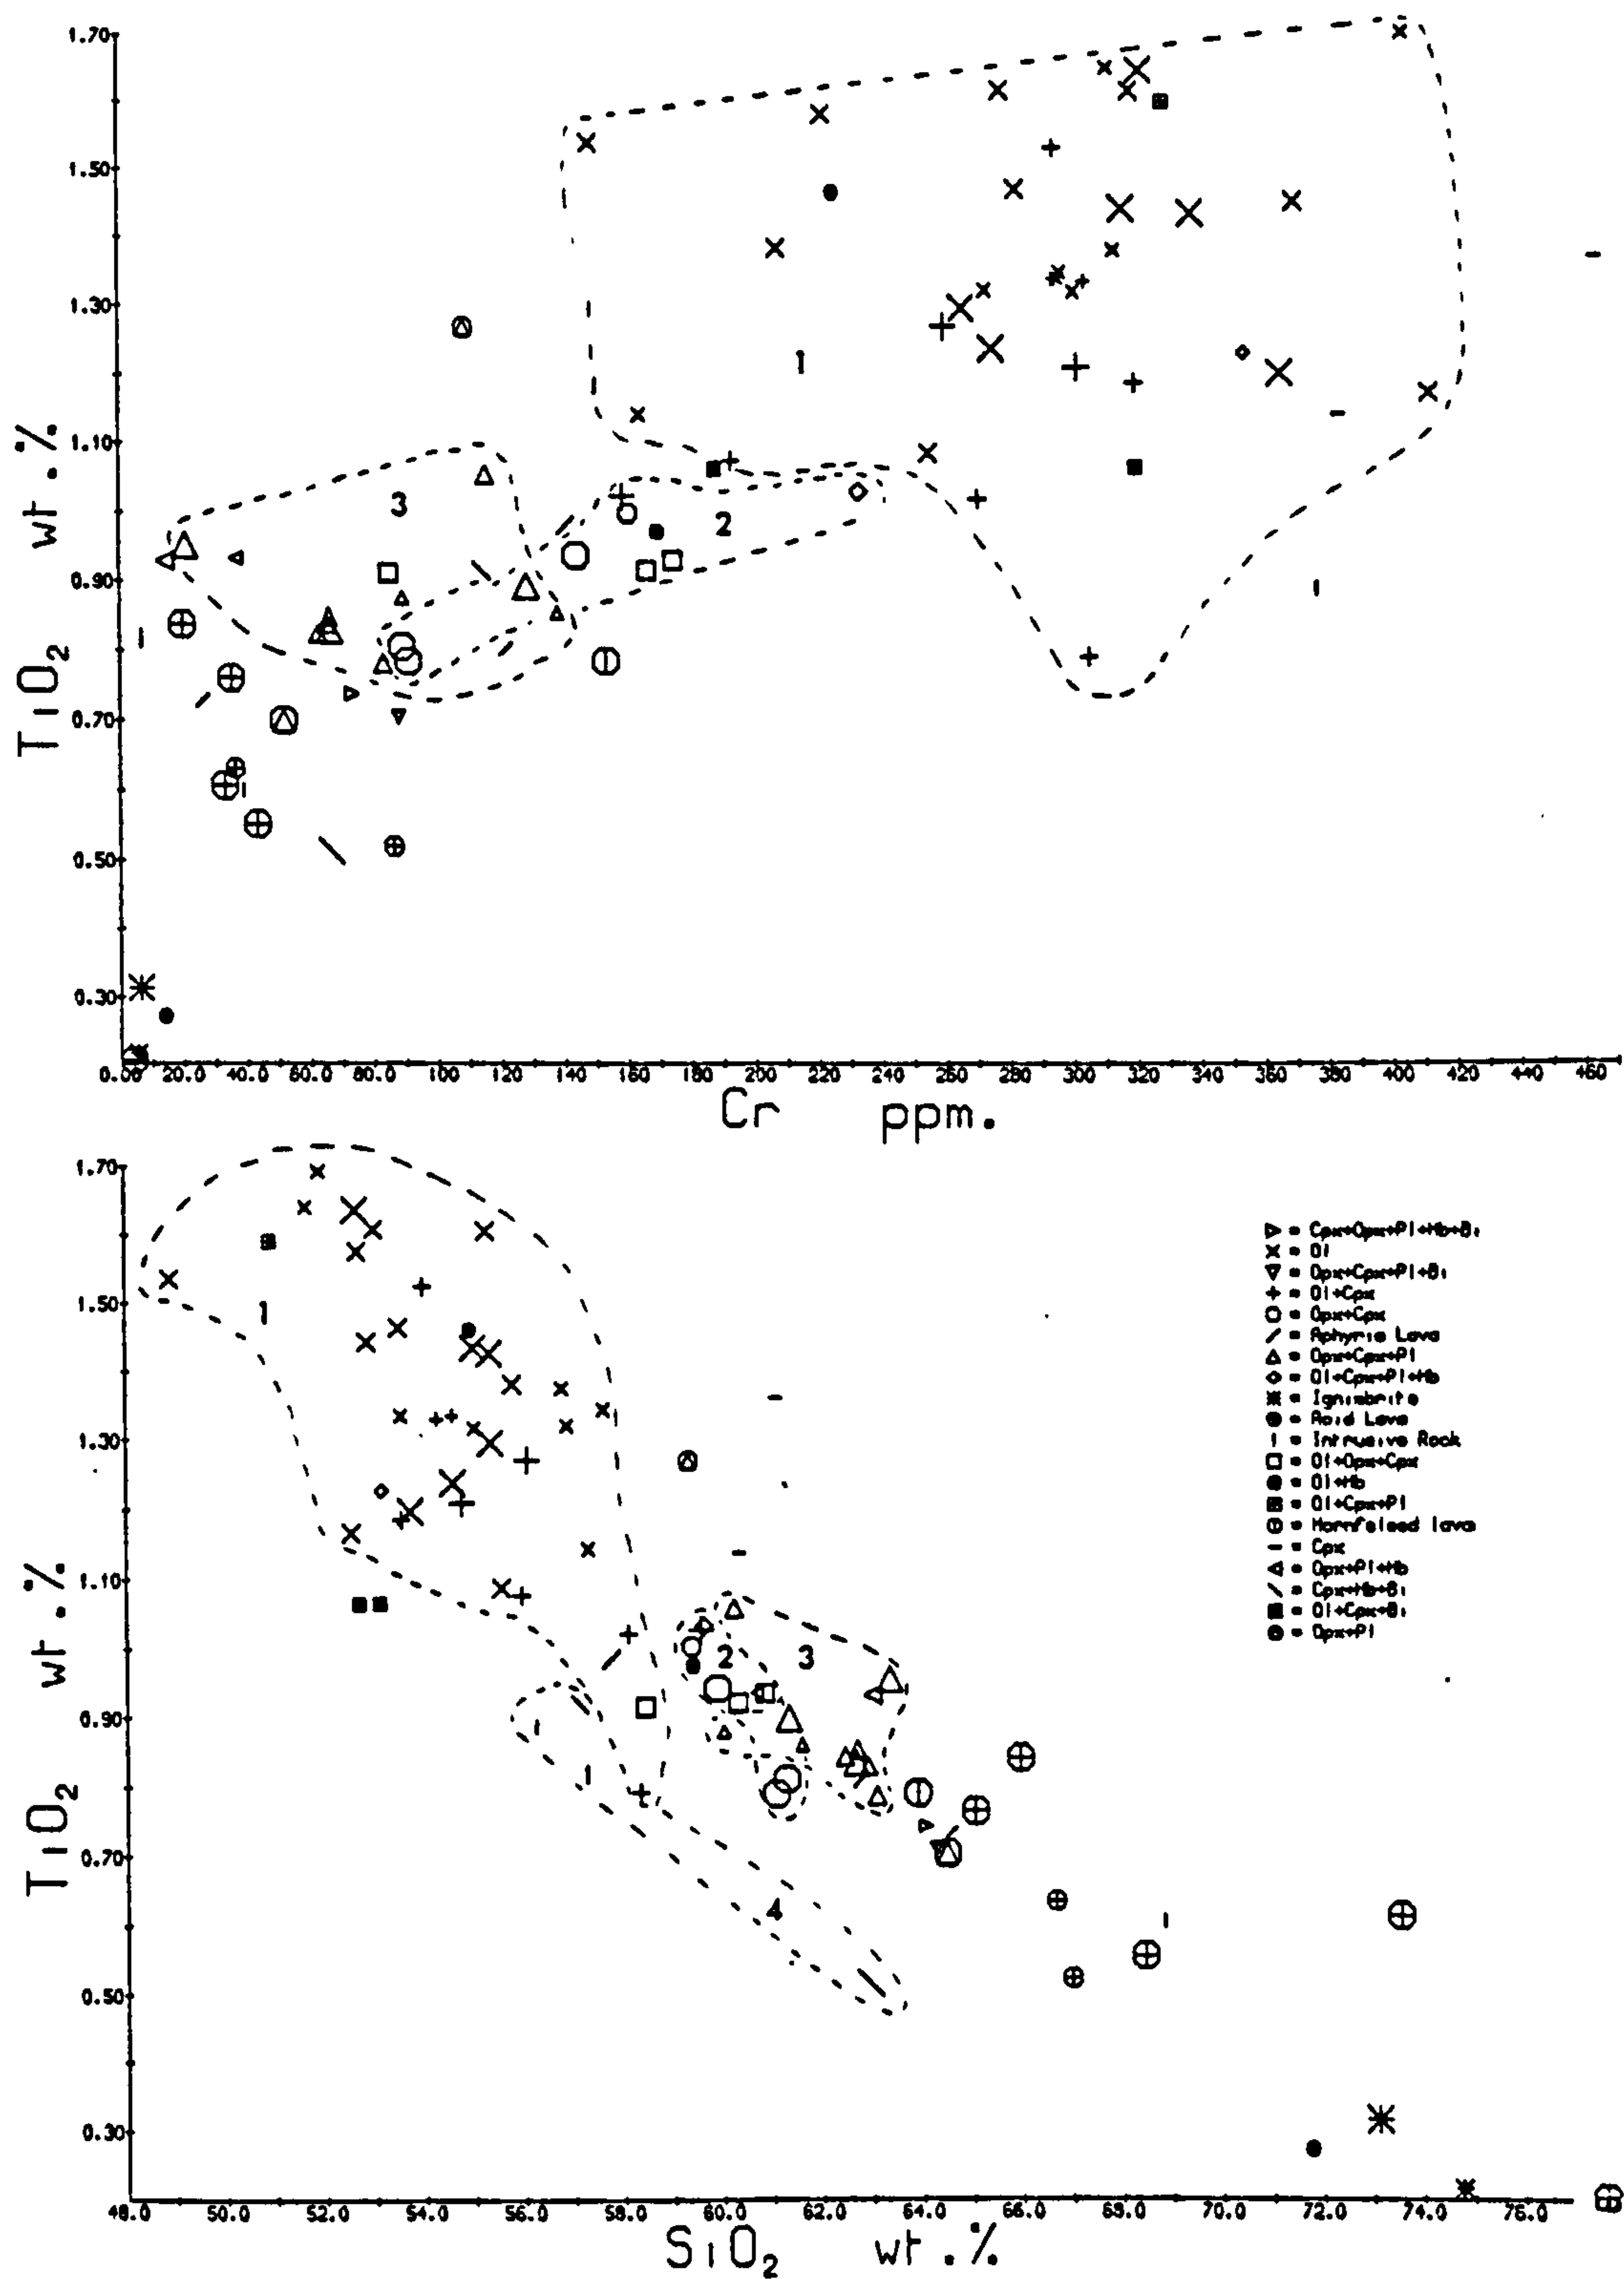 1.70
1.50
1.30
1.10
0.90
0.70
0.50
0.30
TiO2 wt.%
1
2
3
0.00 20.0 40.0 60.0 80.0 100 120 140 160 180 200 220 240 260 280 300 320 340 360 380 400 420 440 460
Cr ppm.
1.70
1.50
1.30
1.10
0.90
0.70
0.50
0.30
TiO2 wt.%
1
2
3
4
= Cpx+Opx+Pl+Hb+Bi
= Ol
= Opx+Cpx+Pl+Bi
= Ol+Cpx
= Opx+Cpx
= Aphyric Lava
= Opx+Cpx+Pl
= Ol+Cpx+Pl+Hb
= Ignimbrite
= Acid Lava
= Intrusive Rock
= Ol+Opx+Cpx
= Ol+Hb
= Ol+Cpx+Pl
= Hornfelsed lava
= Cpx
= Opx+Pl+Hb
= Cpx+Hb+Bi
= Ol+Cpx+Bi
= Opx+Pl
48.0 50.0 52.0 54.0 56.0 58.0 60.0 62.0 64.0 66.0 68.0 70.0 72.0 74.0 76.0
SiO2 wt.%